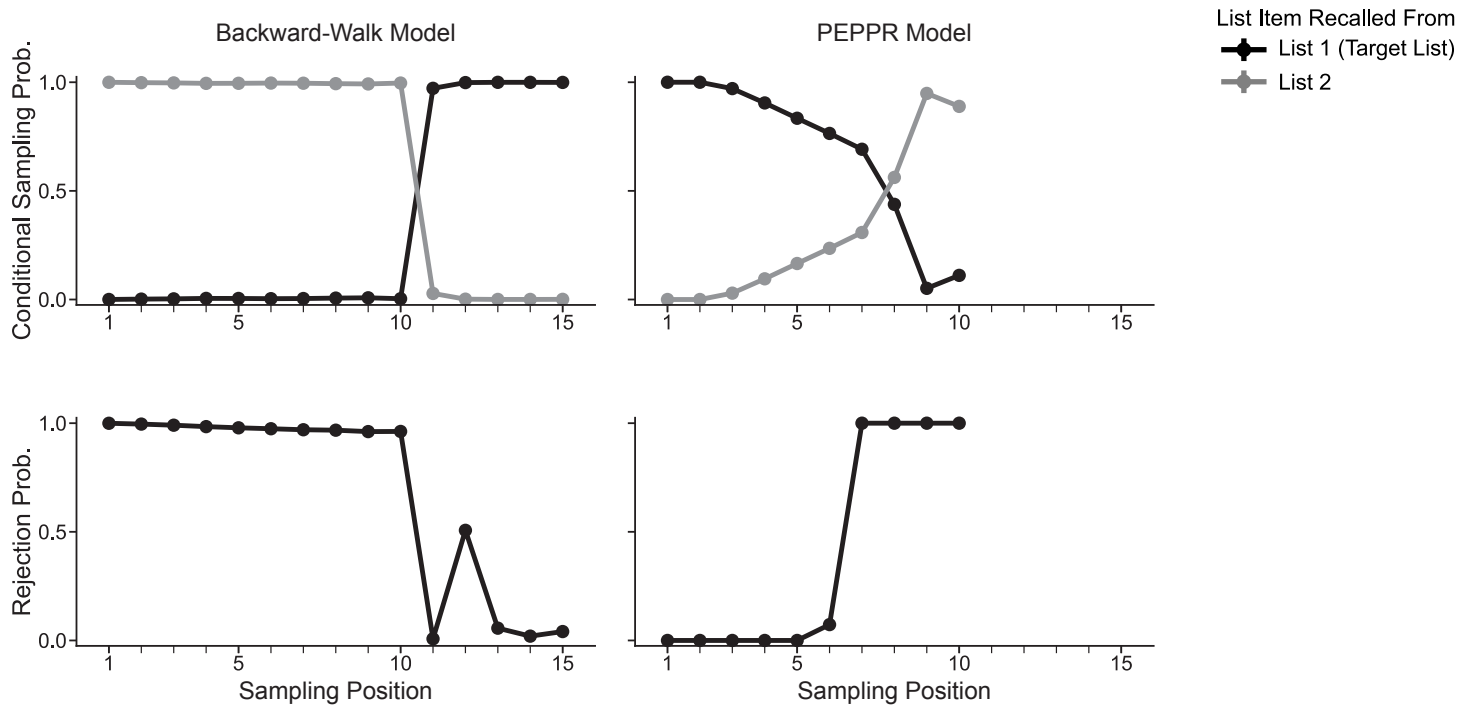 Backward-Walk Model
PEPPR Model
List Item Recalled From
List 1 (Target List)
List 2
Conditional Sampling Prob.
1.0
0.5
0.0
1
5
10
15
1
5
10
15
Rejection Prob.
1.0
0.5
0.0
1
5
10
15
1
5
10
15
Sampling Position
Sampling Position